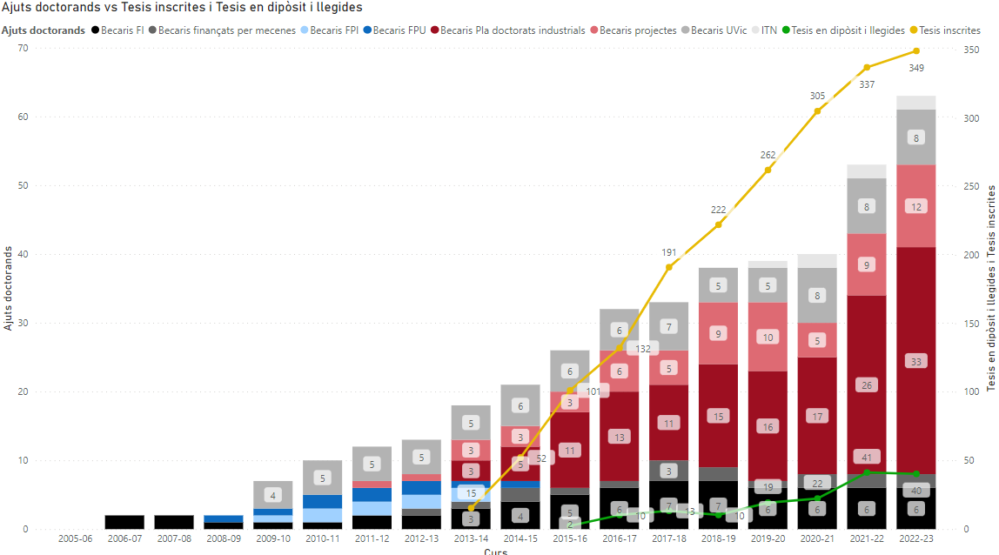 Ajuts doctorands vs Tesis inscrites i Tesis en dipòsit i llegides
Ajuts doctorands Becaris FI Becaris finançats per mecenes Becaris FPI Becaris FPU Becaris Pla doctorats industrials Becaris projectes Becaris UVic ITN Tesis en dipòsit i llegides Tesis inscrites
70 350
349
337
305
60 300
8
262
8 12
50 250
222
9
40 200
191
5 5 8
33
30 150
7 9 10 5
6 132 26
6 5
20 6 101 17 100
6 3 13 11 15 16
5 3 11
10 5 5 5 3 5 52 3 41 50
4 3 19 22 40
15
3 4 5 6 7 7 6 6 6 6
2 10 13 10
0 0
2005-06 2006-07 2007-08 2008-09 2009-10 2010-11 2011-12 2012-13 2013-14 2014-15 2015-16 2016-17 2017-18 2018-19 2019-20 2020-21 2021-22 2022-23
Curs
Ajuts doctorands
Tesis en dipòsit i llegides i Tesis inscrites